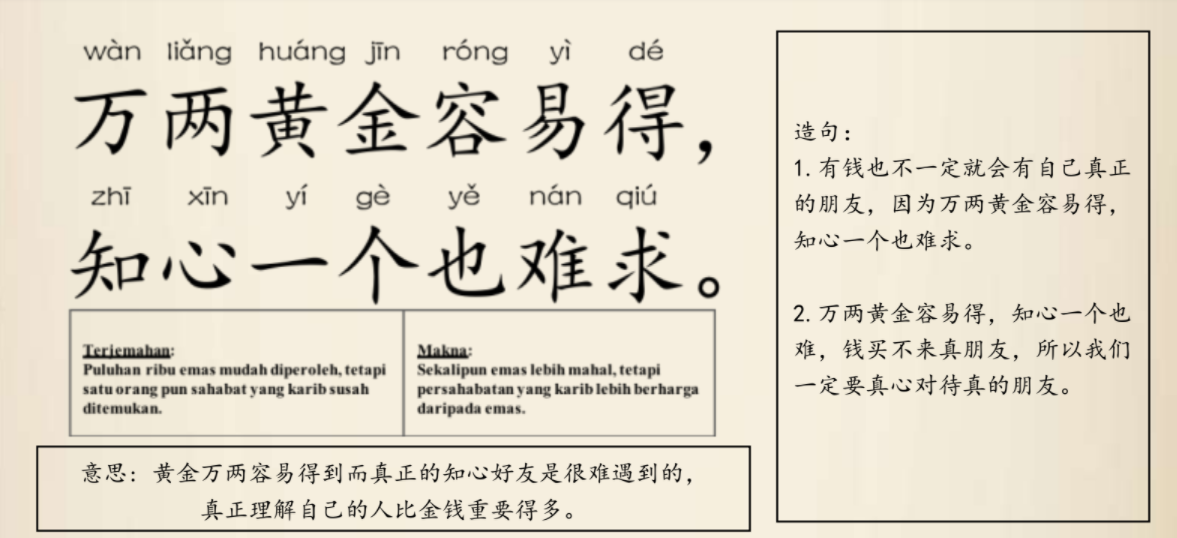 wàn liǎng huáng jīn róng yì dé
万两黄金容易得，
zhī xīn yí gè yě nán qiú
知心一个也难求。
Terjemahan:
Puluhan ribu emas mudah diperoleh, tetapi
satu orang pun sahabat yang karib susah
ditemukan.
Makna:
Sekalipun emas lebih mahal, tetapi
persahabatan yang karib lebih berharga
daripada emas.
意思：黄金万两容易得到而真正的知心好友是很难遇到的，
真正理解自己的人比金钱重要得多。
造句：
1. 有钱也不一定就会有自己真正
的朋友，因为万两黄金容易得，
知心一个也难求。
2. 万两黄金容易得，知心一个也
难，钱买不来真朋友，所以我们
一定要真心对待真的朋友。